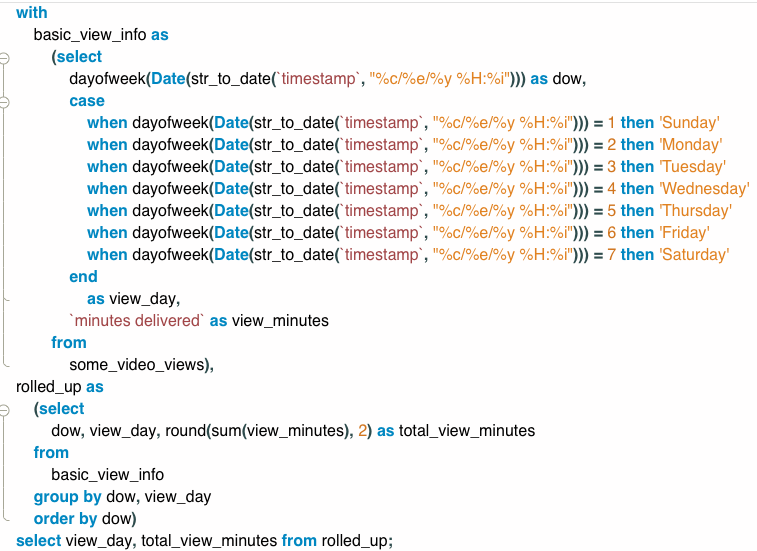 with
basic_view_info as
(select
dayofweek(Date(str_to_date(`timestamp`, "%c/%e/%y %H:%i"))) as dow,
case
when dayofweek(Date(str_to_date(`timestamp`, "%c/%e/%y %H:%i"))) = 1 then 'Sunday'
when dayofweek(Date(str_to_date(`timestamp`, "%c/%e/%y %H:%i"))) = 2 then 'Monday'
when dayofweek(Date(str_to_date(`timestamp`, "%c/%e/%y %H:%i"))) = 3 then 'Tuesday'
when dayofweek(Date(str_to_date(`timestamp`, "%c/%e/%y %H:%i"))) = 4 then 'Wednesday'
when dayofweek(Date(str_to_date(`timestamp`, "%c/%e/%y %H:%i"))) = 5 then 'Thursday'
when dayofweek(Date(str_to_date(`timestamp`, "%c/%e/%y %H:%i"))) = 6 then 'Friday'
when dayofweek(Date(str_to_date(`timestamp`, "%c/%e/%y %H:%i"))) = 7 then 'Saturday'
end
as view_day,
`minutes delivered` as view_minutes
from
some_video_views),
rolled_up as
(select
dow, view_day, round(sum(view_minutes), 2) as total_view_minutes
from
basic_view_info
group by dow, view_day
order by dow)
select view_day, total_view_minutes from rolled_up;